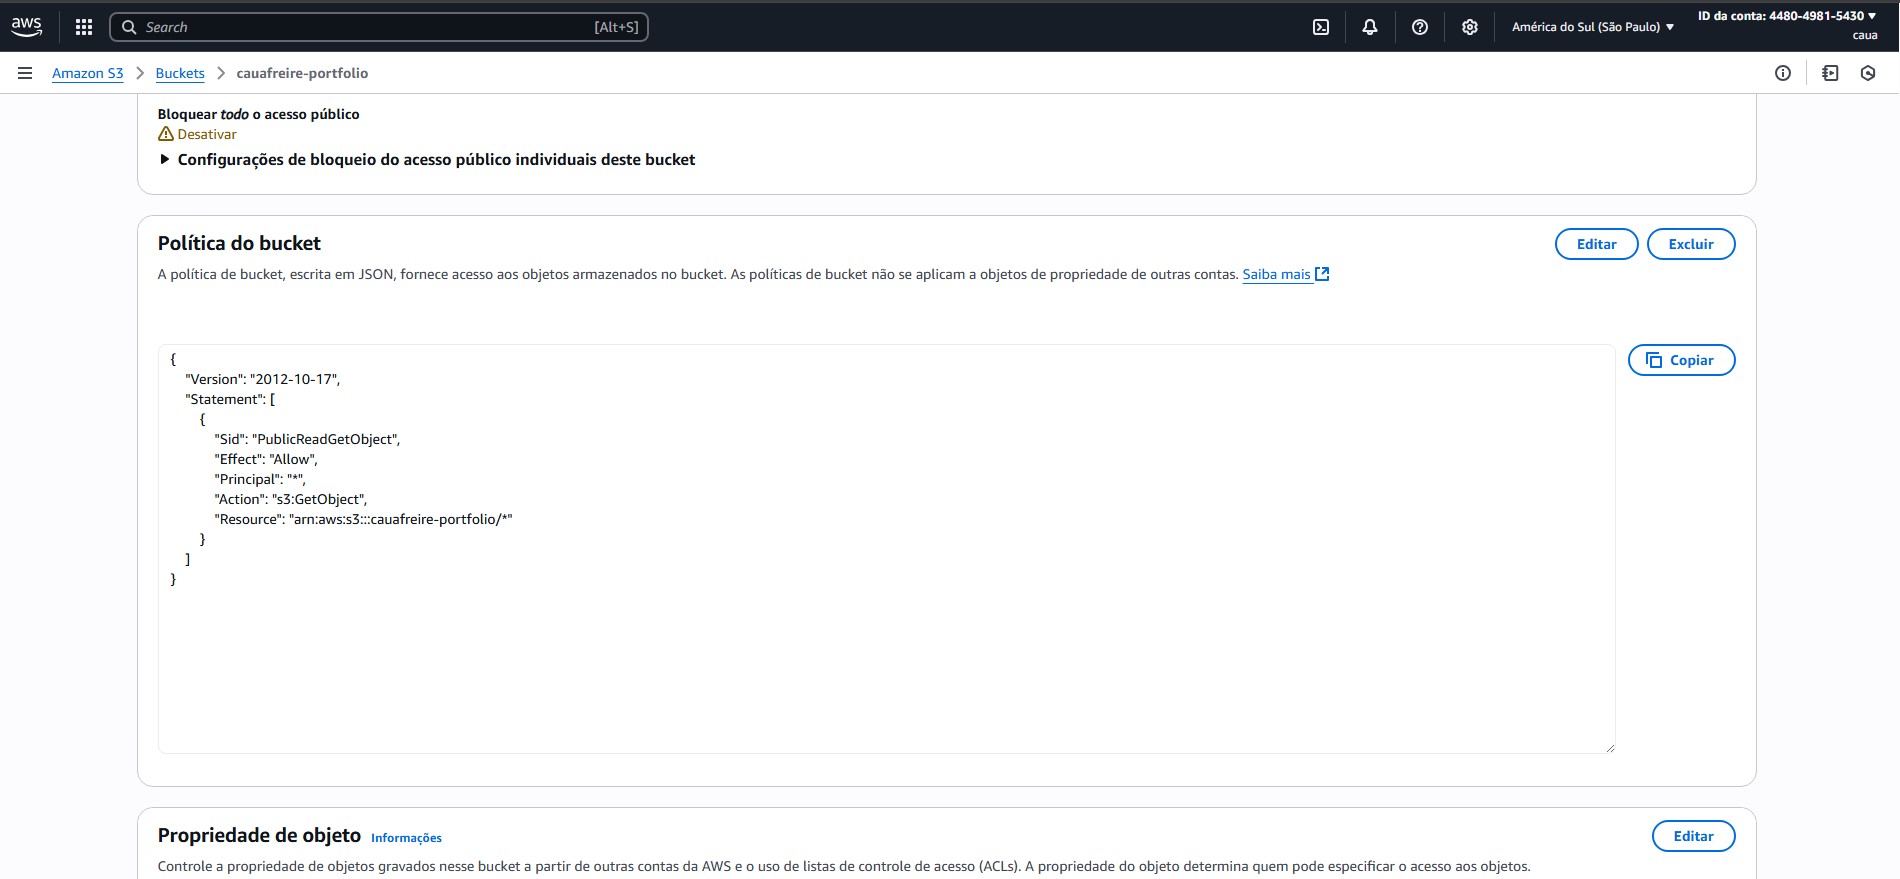 aws
Search
[Alt+S]
América do Sul (São Paulo)
ID da conta: 4480-4981-5430
caua
Amazon S3
Buckets
cauafreire-portfolio
Bloquear todo o acesso público
Desativar
Configurações de bloqueio do acesso público individuais deste bucket
Política do bucket
Editar
Excluir
A política de bucket, escrita em JSON, fornece acesso aos objetos armazenados no bucket. As políticas de bucket não se aplicam a objetos de propriedade de outras contas. Saiba mais
{
"Version": "2012-10-17",
"Statement": [
{
"Sid": "PublicReadGetObject",
"Effect": "Allow",
"Principal": "*",
"Action": "s3:GetObject",
"Resource": "arn:aws:s3:::cauafreire-portfolio/*"
}
]
}
Copiar
Propriedade de objeto Informações
Editar
Controle a propriedade de objetos gravados nesse bucket a partir de outras contas da AWS e o uso de listas de controle de acesso (ACLs). A propriedade do objeto determina quem pode especificar o acesso aos objetos.